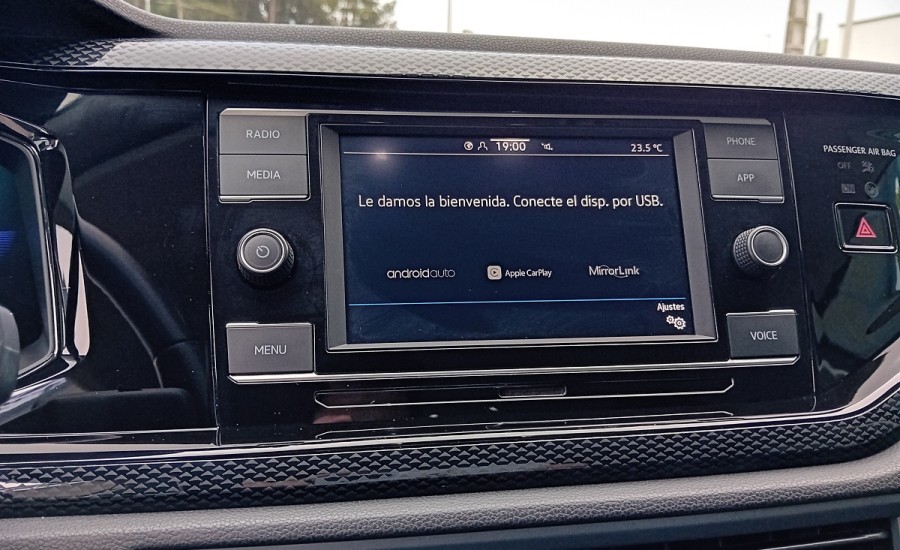 RADIO
MEDIA
MENU
19:00
23.5 °C
Le damos la bienvenida. Conecte el disp. por USB.
androidauto
Apple CarPlay
MirrorLink
Ajustes
PHONE
APP
VOICE
PASSENGER AIR BAG
OFF